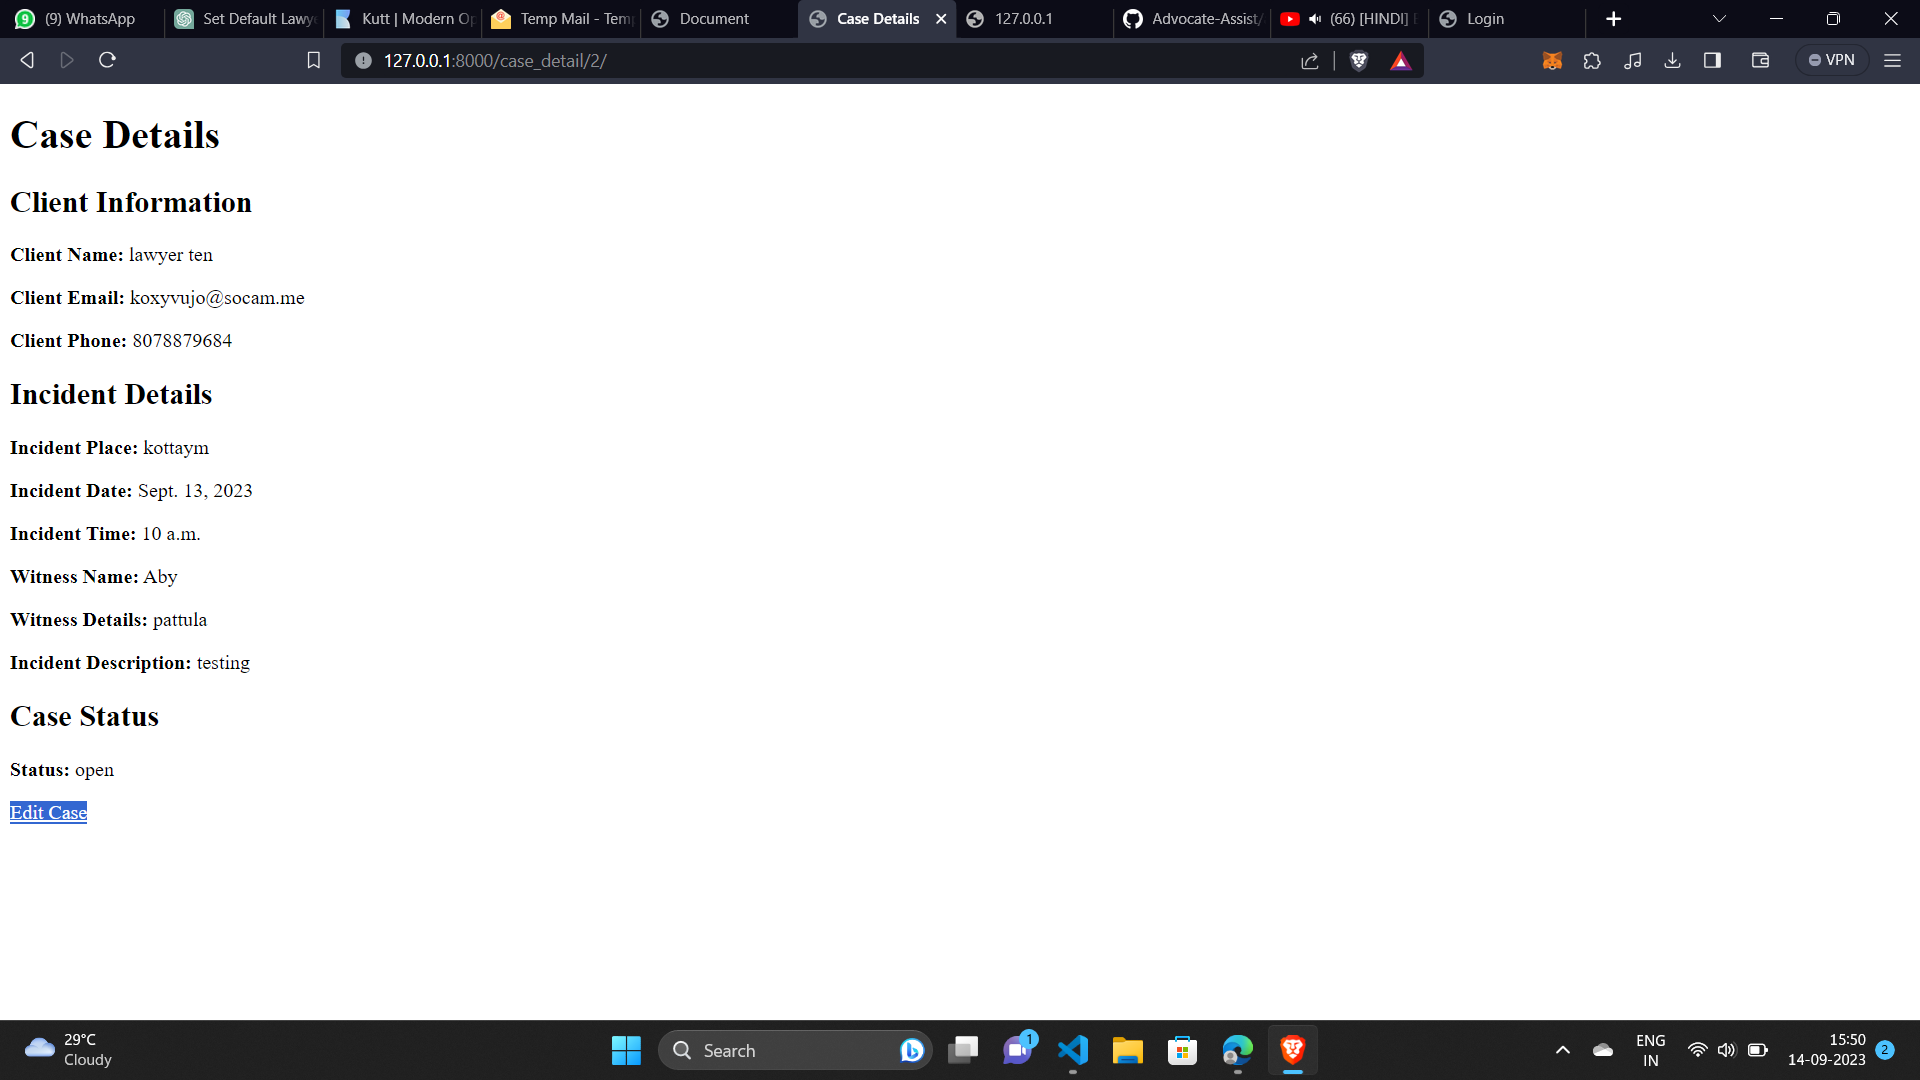 (9) WhatsApp
Set Default Lawye
Kutt | Modern Op
Temp Mail - Temp
Document
Case Details
127.0.0.1
Advocate-Assist/
(66) [HINDI]
Login
127.0.0.1:8000/case_detail/2/
VPN
Case Details
Client Information
Client Name: lawyer ten
Client Email: koxyvujo@socam.me
Client Phone: 8078879684
Incident Details
Incident Place: kottaym
Incident Date: Sept. 13, 2023
Incident Time: 10 a.m.
Witness Name: Aby
Witness Details: pattula
Incident Description: testing
Case Status
Status: open
Edit Case
29°C
Cloudy
Search
1
ENG
IN
15:50
14-09-2023
2